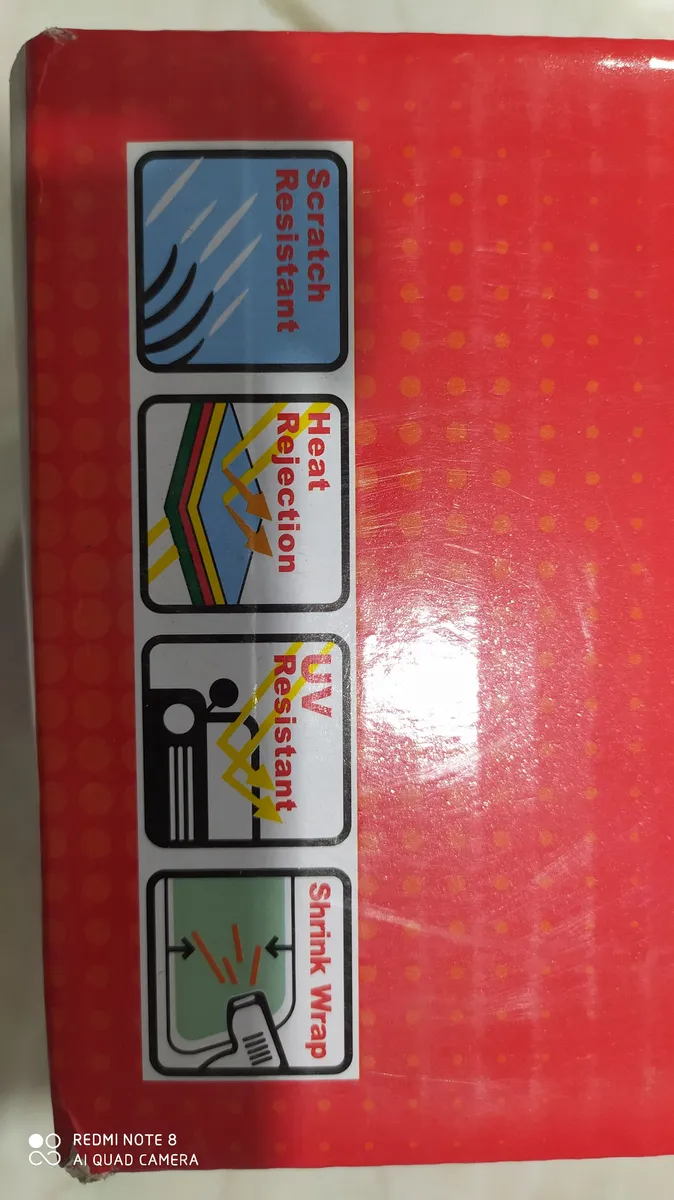 Scratch
Resistant
Heat
Rejection
UV
Resistant
Shrink Wrap
REDMI NOTE 8
AI QUAD CAMERA